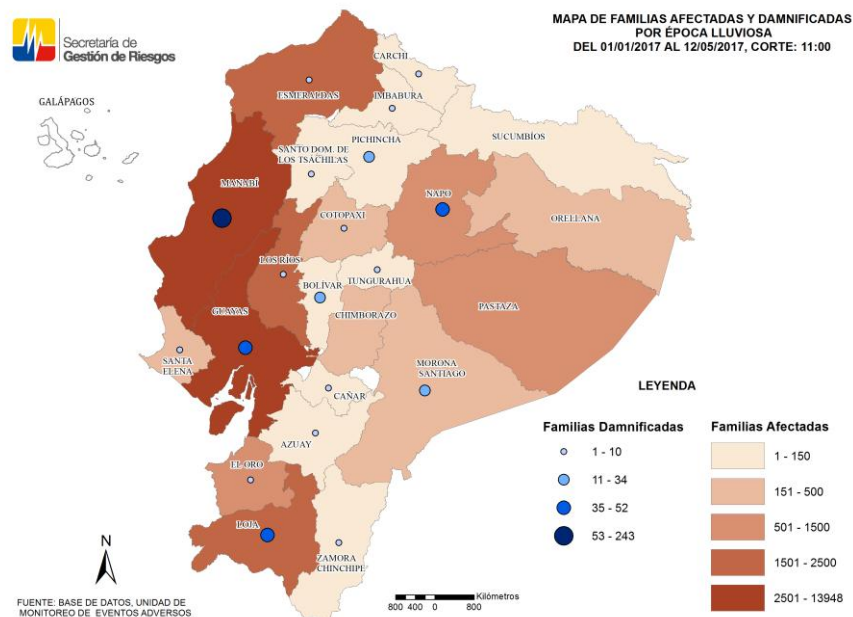 Secretaría de
Gestión de Riesgos
MAPA DE FAMILIAS AFECTADAS Y DAMNIFICADAS
POR ÉPOCA LLUVIOSA
DEL 01/01/2017 AL 12/05/2017, CORTE: 11:00
GALÁPAGOS
CARCHI
ESMERALDAS
IMBABURA
SUCUMBÍOS
PICHINCHA
SANTO DOM. DE
LOS TSÁCHILAS
MANABÍ
NAPO
COTOPAXI
ORELLANA
LOS RÍOS
TUNGURAHUA
BOLÍVAR
PASTAZA
GUAYAS
CHIMBORAZO
SANTA
ELENA
MORONA
SANTIAGO
CAÑAR
AZUAY
EL ORO
LOJA
ZAMORA
CHINCHIPE
LEYENDA
Familias Damnificadas
1 - 10
11 - 34
35 - 52
53 - 243
Familias Afectadas
1 - 150
151 - 500
501 - 1500
1501 - 2500
2501 - 13948
N
800 400 0 800
Kilómetros
FUENTE: BASE DE DATOS, UNIDAD DE
MONITOREO DE EVENTOS ADVERSOS